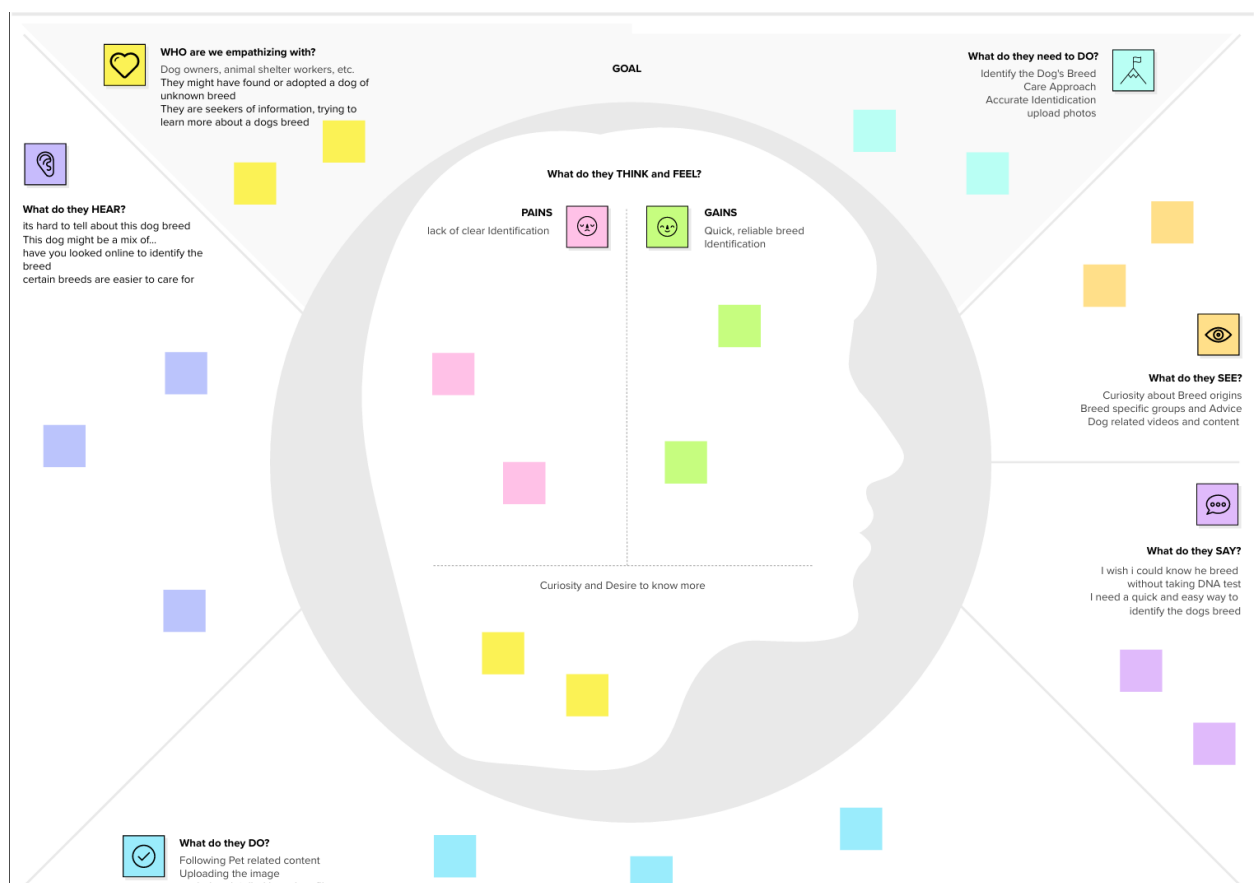 WHO are we empathizing with?
Dog owners, animal shelter workers, etc.
They might have found or adopted a dog of
unknown breed
They are seekers of information, trying to
learn more about a dogs breed
GOAL
What do they need to DO?
Identify the Dog's Breed
Care Approach
Accurate Identidication
upload photos
What do they HEAR?
its hard to tell about this dog breed
This dog might be a mix of...
have you looked online to identify the
breed
certain breeds are easier to care for
What do they THINK and FEEL?
PAINS
lack of clear Identification
GAINS
Quick, reliable breed
Identification
What do they SEE?
Curiosity about Breed origins
Breed specific groups and Advice
Dog related videos and content
What do they SAY?
I wish i could know he breed
without taking DNA test
I need a quick and easy way to
identify the dogs breed
Curiosity and Desire to know more
What do they DO?
Following Pet related content
Uploading the image